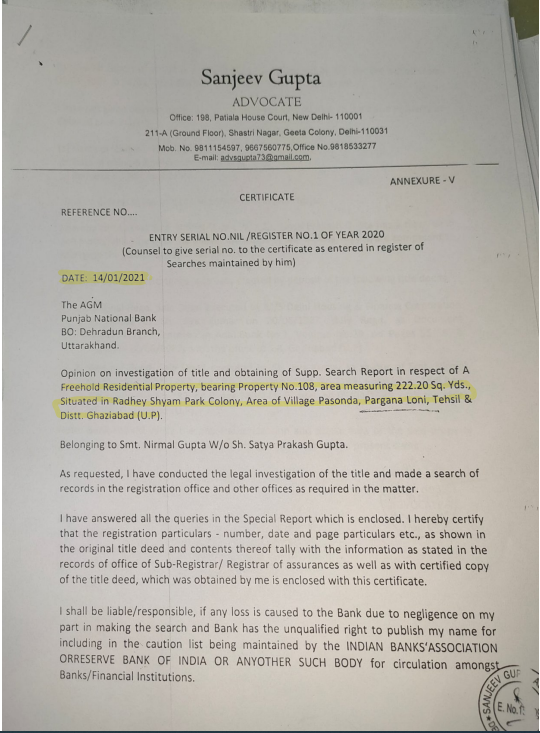 Sanjeev Gupta
ADVOCATE
Office: 198, Patiala House Court, New Delhi- 110001
211-A (Ground Floor), Shastri Nagar, Geeta Colony, Delhi-110031
Mob. No. 9811154597, 9667560775,Office No.9818533277
E-mail: advsgupta73@gmail.com,
ANNEXURE - V
CERTIFICATE
REFERENCE NO....
ENTRY SERIAL NO.NIL /REGISTER NO.1 OF YEAR 2020
(Counsel to give serial no. to the certificate as entered in register of
Searches maintained by him)
DATE: 14/01/2021
The AGM
Punjab National Bank
BO: Dehradun Branch,
Uttarakhand.
Opinion on investigation of title and obtaining of Supp. Search Report in respect of A
Freehold Residential Property, bearing Property No.108, area measuring 222.20 Sq. Yds.,
Situated in Radhey Shyam Park Colony, Area of Village Pasonda, Pargana Loni, Tehsil &
Distt. Ghaziabad (U.P).
Belonging to Smt. Nirmal Gupta W/o Sh. Satya Prakash Gupta.
As requested, I have conducted the legal investigation of the title and made a search of
records in the registration office and other offices as required in the matter.
I have answered all the queries in the Special Report which is enclosed. I hereby certify
that the registration particulars - number, date and page particulars etc., as shown in
the original title deed and contents thereof tally with the information as stated in the
records of office of Sub-Registrar/ Registrar of assurances as well as with certified copy
of the title deed, which was obtained by me is enclosed with this certificate.
I shall be liable/responsible, if any loss is caused to the Bank due to negligence on my
part in making the search and Bank has the unqualified right to publish my name for
including in the caution list being maintained by the INDIAN BANKS'ASSOCIATION
ORRESERVE BANK OF INDIA OR ANYOTHER SUCH BODY for circulation amongst
Banks/Financial Institutions.
SANJEEV GUP
E. No.